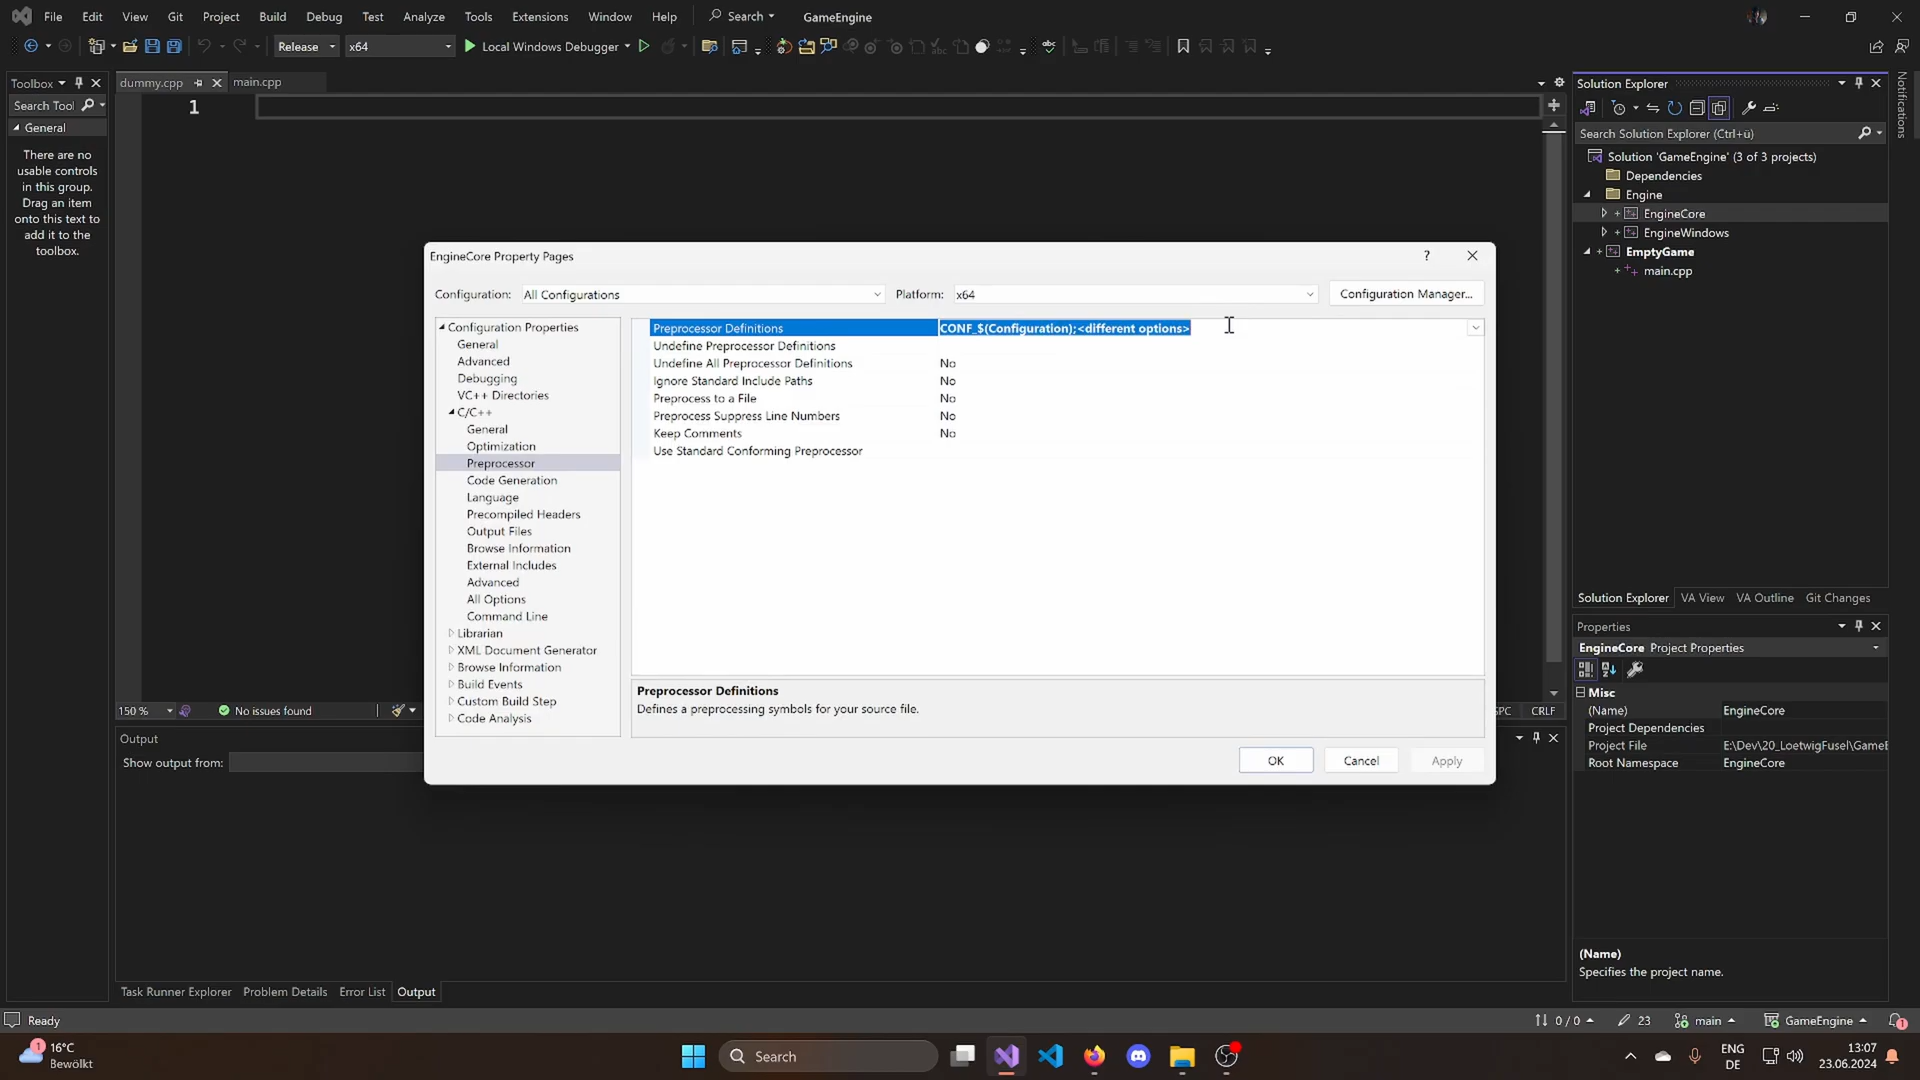 File Edit View Git Project Build Debug Test Analyze Tools Extensions Window Help Search GameEngine
Release x64 Local Windows Debugger
Toolbox
Search Tool
General
There are no
usable controls
in this group.
Drag an item
onto this text to
add it to the
toolbox.
dummy.cpp main.cpp
1
EngineCore Property Pages
Configuration: All Configurations Platform: x64 Configuration Manager...
Configuration Properties
General
Advanced
Debugging
VC++ Directories
C/C++
General
Optimization
Preprocessor
Code Generation
Language
Precompiled Headers
Output Files
Browse Information
External Includes
Advanced
All Options
Command Line
Librarian
XML Document Generator
Browse Information
Build Events
Custom Build Step
Code Analysis
Preprocessor Definitions CONF_$(Configuration);<different options>
Undefine Preprocessor Definitions
Undefine All Preprocessor Definitions No
Ignore Standard Include Paths No
Preprocess to a File No
Preprocess Suppress Line Numbers No
Keep Comments No
Use Standard Conforming Preprocessor
Preprocessor Definitions
Defines a preprocessing symbols for your source file.
OK Cancel Apply
150 % No issues found SPC CRLF
Output
Show output from:
Task Runner Explorer Problem Details Error List Output
Solution Explorer
Search Solution Explorer (Ctrl+ü)
Solution 'GameEngine' (3 of 3 projects)
Dependencies
Engine
EngineCore
EngineWindows
EmptyGame
main.cpp
Solution Explorer VA View VA Outline Git Changes
Properties
EngineCore Project Properties
Misc
(Name) EngineCore
Project Dependencies
Project File E:\Dev\20_LoetwigFusel\GameE
Root Namespace EngineCore
(Name)
Specifies the project name.
Notifications
Ready 0 / 0 23 main GameEngine 1
1 16°C
Bewölkt
Search
ENG
DE
13:07
23.06.2024